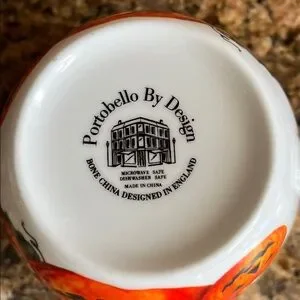 Portobello By Design
MICROWAVE SAFE
DISHWASHER SAFE
MADE IN CHINA
BONE CHINA DESIGNED IN ENGLAND